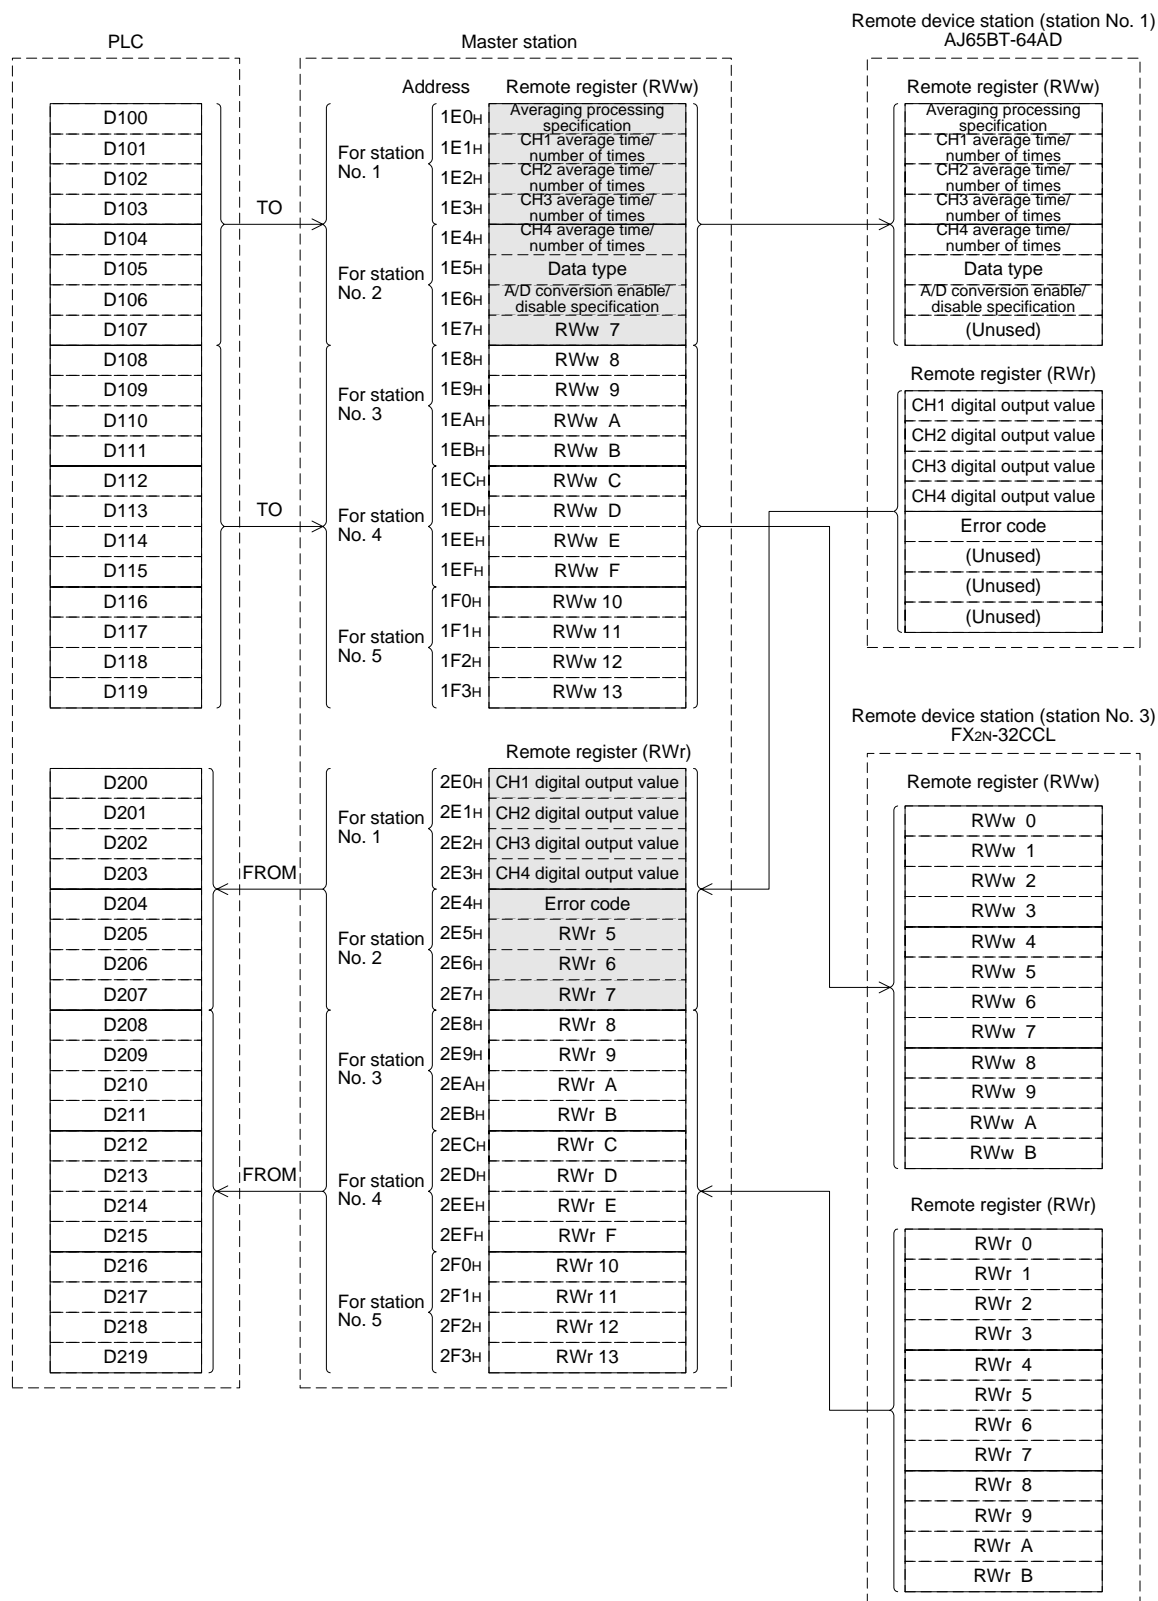 Remote device station (station No. 1)
AJ65BT-64AD
PLC
Master station
Address
Remote register (RWw)
D100
D101
D102
D103
D104
D105
D106
D107
D108
D109
D110
D111
D112
D113
D114
D115
D116
D117
D118
D119
TO
TO
For station
No. 1
For station
No. 2
For station
No. 3
For station
No. 4
For station
No. 5
1E0H
Averaging processing
specification
1E1H
CH1 average time/
number of times
1E2H
CH2 average time/
number of times
1E3H
CH3 average time/
number of times
1E4H
CH4 average time/
number of times
1E5H Data type
1E6H
A/D conversion enable/
disable specification
1E7H RWw 7
1E8H RWw 8
1E9H RWw 9
1EAH RWw A
1EBH RWw B
1ECH RWw C
1EDH RWw D
1EEH RWw E
1EFH RWw F
1F0H RWw 10
1F1H RWw 11
1F2H RWw 12
1F3H RWw 13
Remote register (RWr)
D200
D201
D202
D203
D204
D205
D206
D207
D208
D209
D210
D211
D212
D213
D214
D215
D216
D217
D218
D219
FROM
FROM
For station
No. 1
For station
No. 2
For station
No. 3
For station
No. 4
For station
No. 5
2E0H CH1 digital output value
2E1H CH2 digital output value
2E2H CH3 digital output value
2E3H CH4 digital output value
2E4H Error code
2E5H RWr 5
2E6H RWr 6
2E7H RWr 7
2E8H RWr 8
2E9H RWr 9
2EAH RWr A
2EBH RWr B
2ECH RWr C
2EDH RWr D
2EEH RWr E
2EFH RWr F
2F0H RWr 10
2F1H RWr 11
2F2H RWr 12
2F3H RWr 13
Remote register (RWw)
Averaging processing
specification
CH1 average time/
number of times
CH2 average time/
number of times
CH3 average time/
number of times
CH4 average time/
number of times
Data type
A/D conversion enable/
disable specification
(Unused)
Remote register (RWr)
CH1 digital output value
CH2 digital output value
CH3 digital output value
CH4 digital output value
Error code
(Unused)
(Unused)
(Unused)
Remote device station (station No. 3)
FX2N-32CCL
Remote register (RWw)
RWw 0
RWw 1
RWw 2
RWw 3
RWw 4
RWw 5
RWw 6
RWw 7
RWw 8
RWw 9
RWw A
RWw B
Remote register (RWr)
RWr 0
RWr 1
RWr 2
RWr 3
RWr 4
RWr 5
RWr 6
RWr 7
RWr 8
RWr 9
RWr A
RWr B